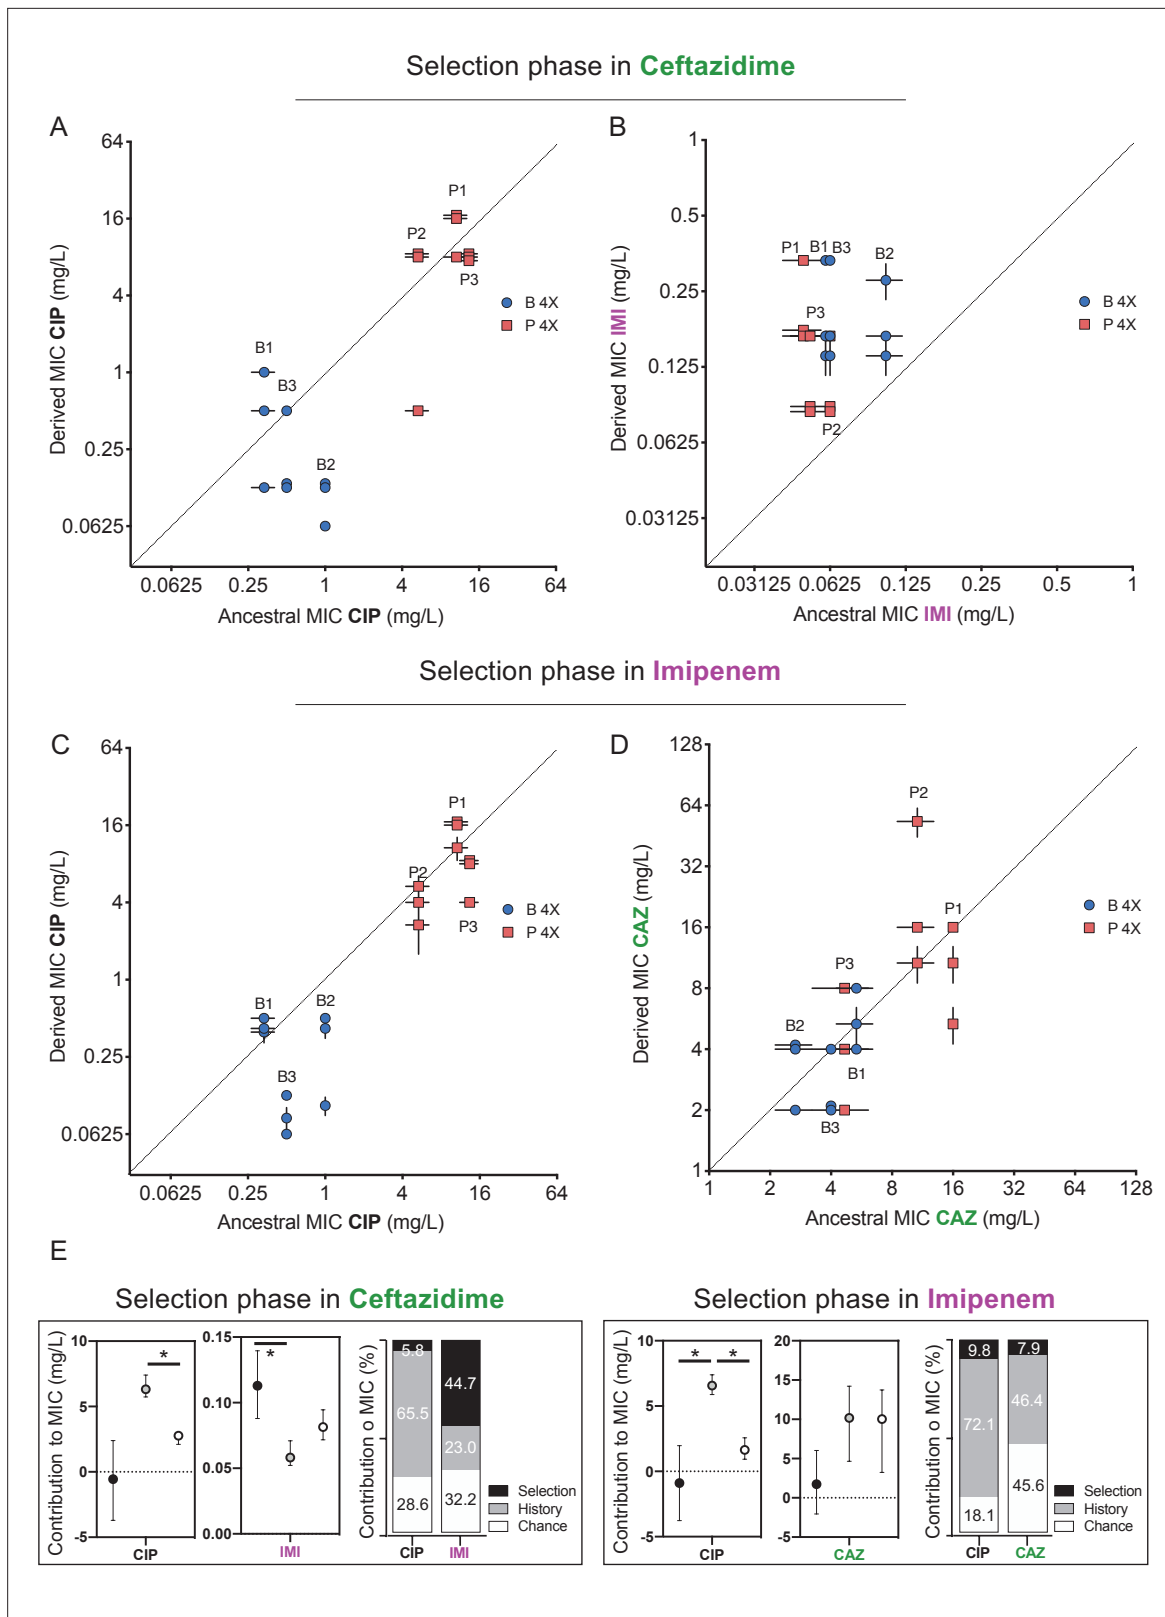 Selection phase in Ceftazidime
A
B
64
16
4
1
0.25
0.0625
Derived MIC CIP (mg/L)
P1
P2
P3
B1
B3
B2
B 4X
P 4X
0.0625 0.25 1 4 16 64
Ancestral MIC CIP (mg/L)
1
0.5
0.25
0.125
0.0625
0.03125
Derived MIC IMI (mg/L)
P1 B1 B3 B2
P3
P2
B 4X
P 4X
0.03125 0.0625 0.125 0.25 0.5 1
Ancestral MIC IMI (mg/L)
Selection phase in Imipenem
C
D
64
16
4
1
0.25
0.0625
Derived MIC CIP (mg/L)
P1
P2
P3
B1
B2
B3
B 4X
P 4X
0.0625 0.25 1 4 16 64
Ancestral MIC CIP (mg/L)
128
64
32
16
8
4
2
1
Derived MIC CAZ (mg/L)
P2
P1
P3
B2
B1
B3
B 4X
P 4X
1 2 4 8 16 32 64 128
Ancestral MIC CAZ (mg/L)
E
Selection phase in Ceftazidime
Contribution to MIC (mg/L)
10
5
0
-5
*
CIP
0.15
0.10
0.05
0.00
*
IMI
Contribution o MIC (%)
5.8
65.5
28.6
44.7
23.0
32.2
CIP IMI
Selection
History
Chance
Selection phase in Imipenem
Contribution to MIC (mg/L)
10
5
0
-5
* *
CIP
20
15
10
5
0
-5
CAZ
Contribution o MIC (%)
9.8
72.1
18.1
7.9
46.4
45.6
CIP CAZ
Selection
History
Chance